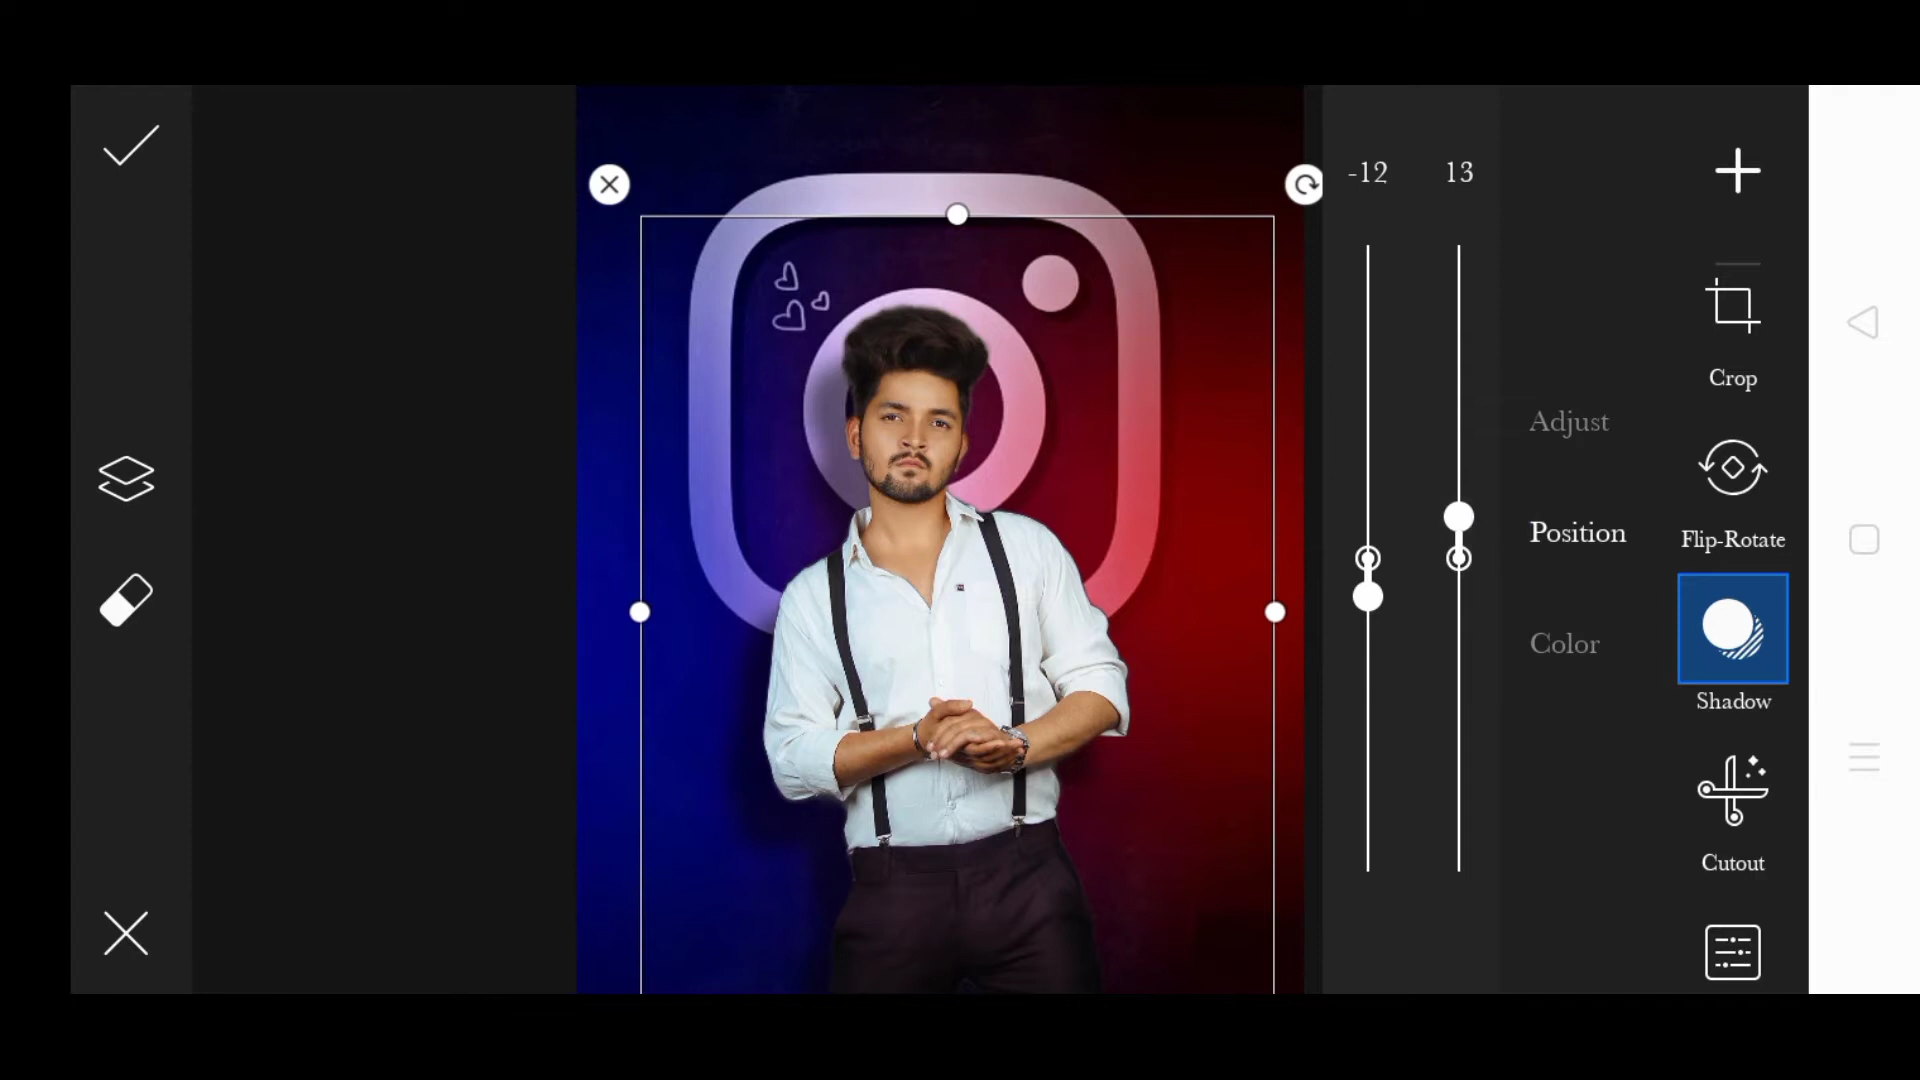 -12 13
Crop
Adjust
Position
Flip-Rotate
Color
Shadow
Cutout